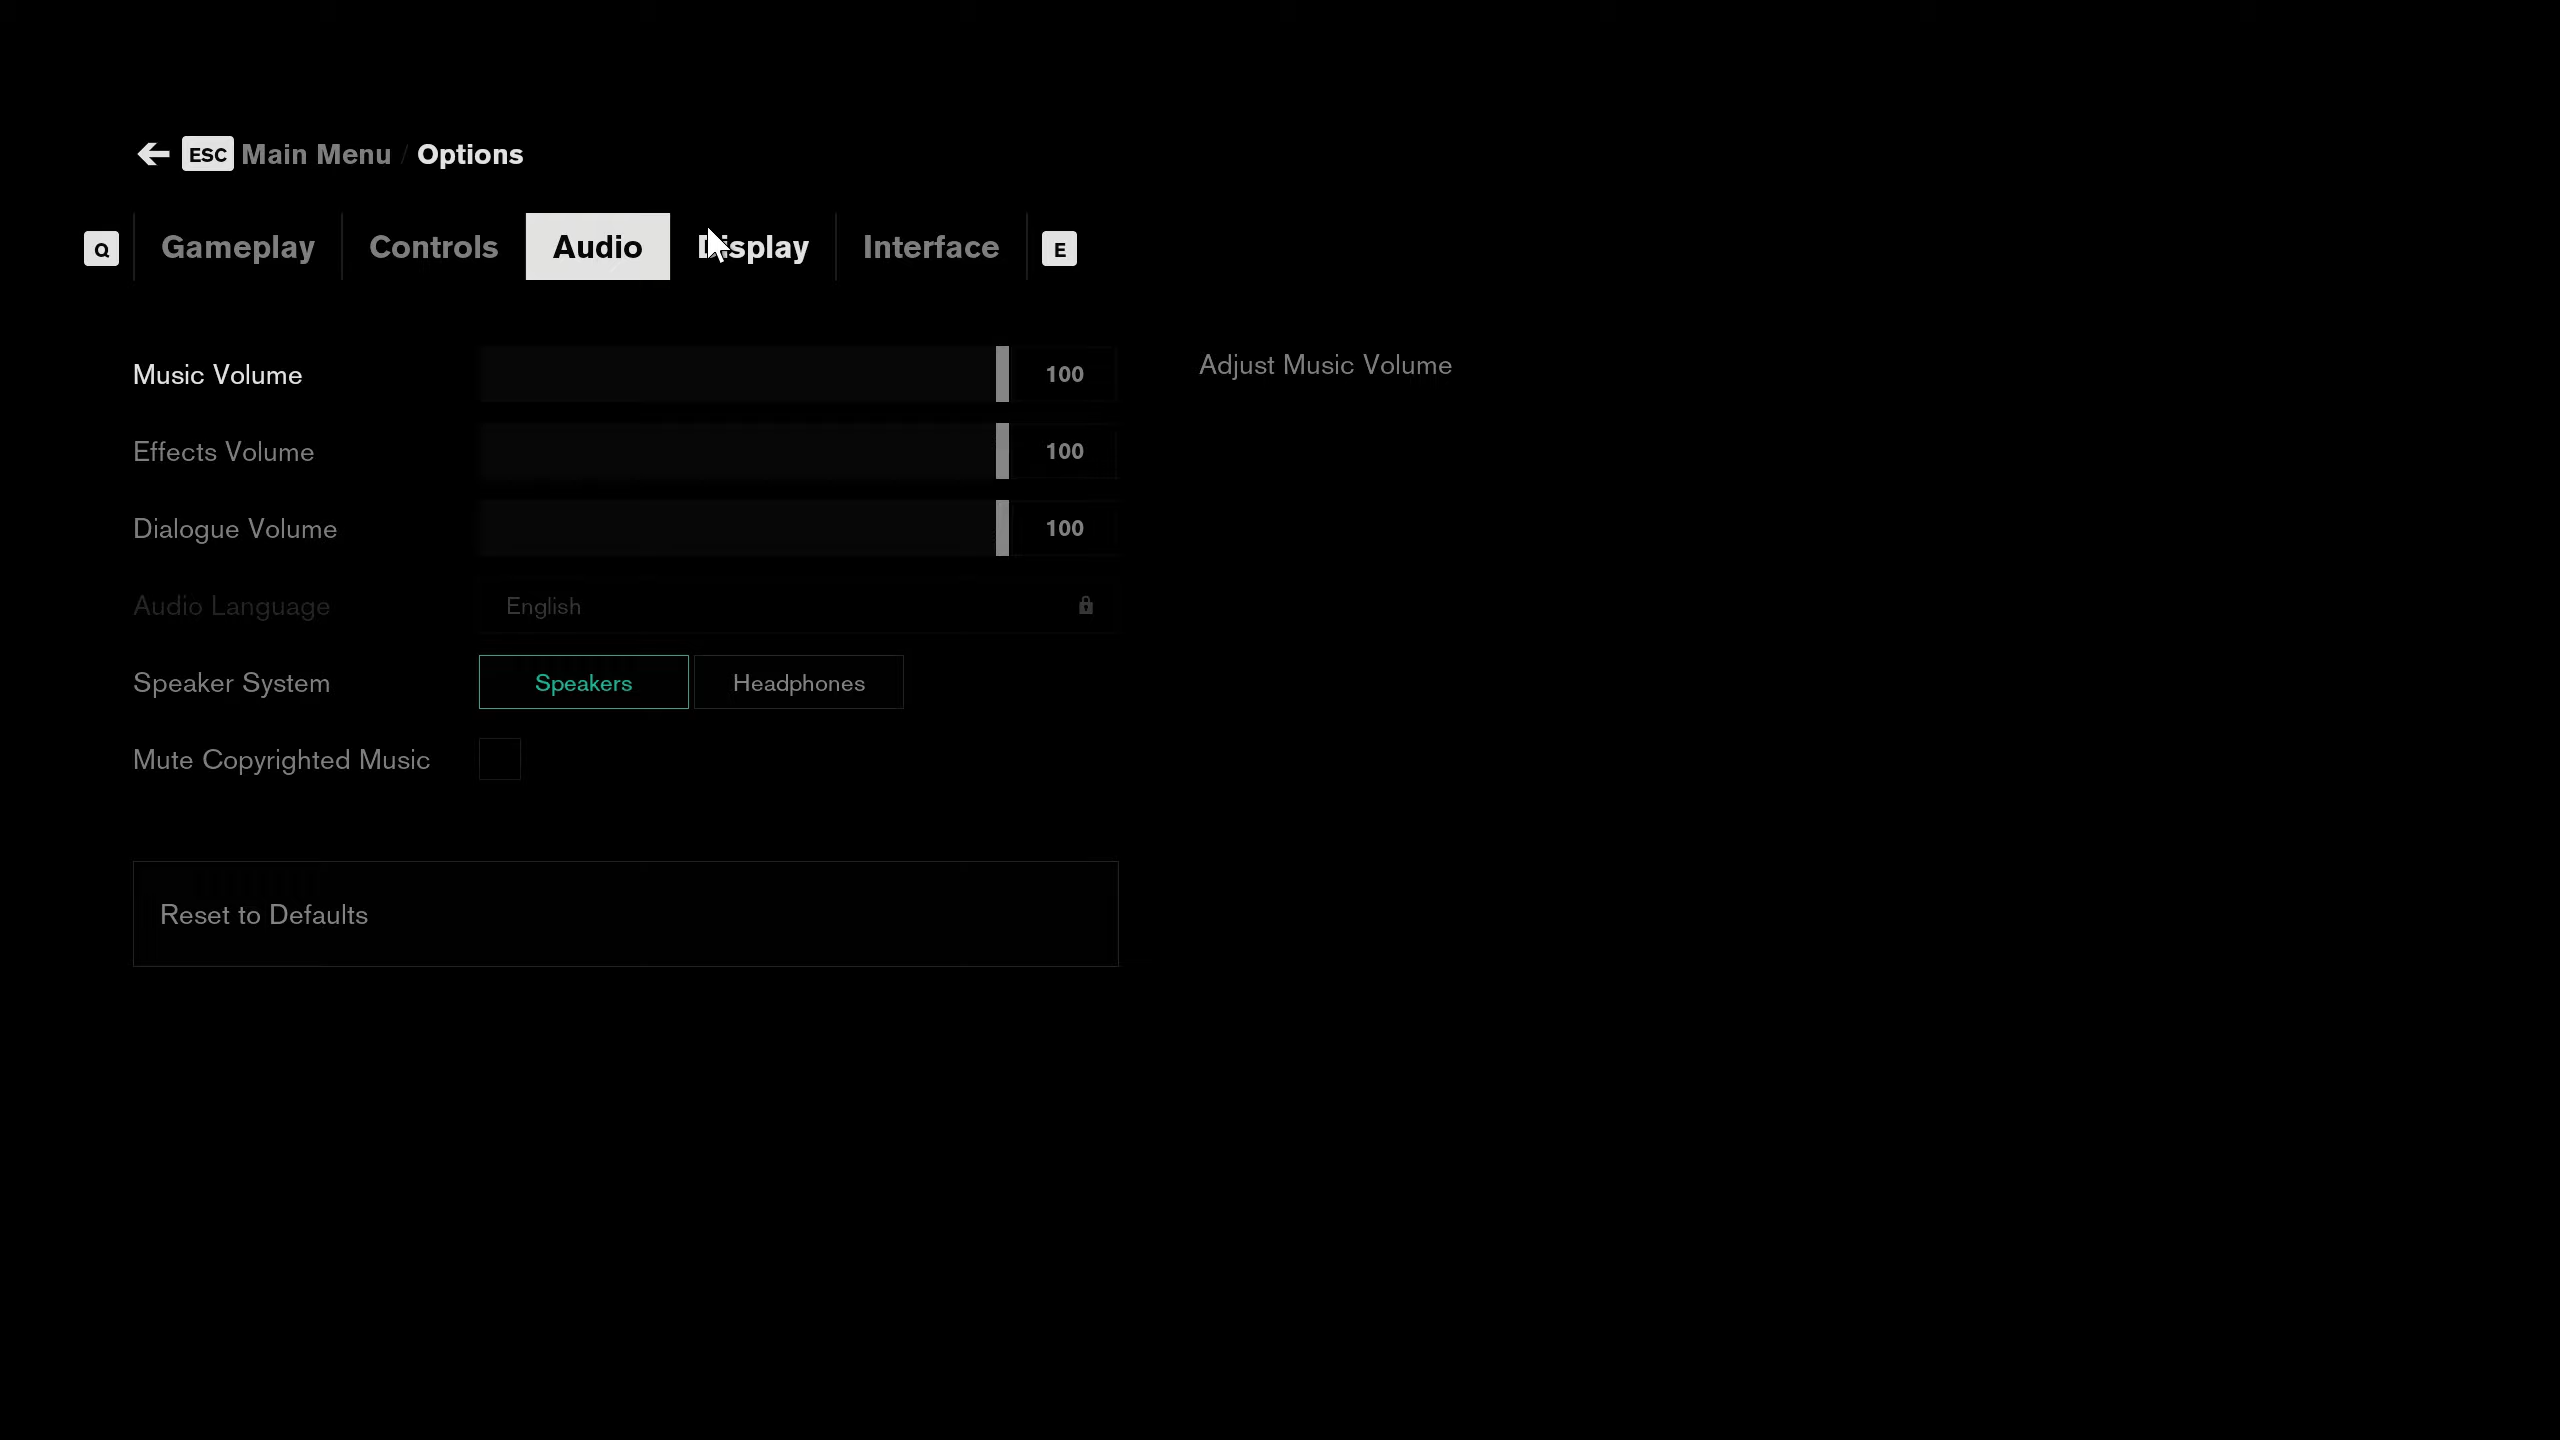 ESC Main Menu / Options
Q Gameplay Controls Audio Display Interface E
Music Volume 100 Adjust Music Volume
Effects Volume 100
Dialogue Volume 100
Audio Language English
Speaker System Speakers Headphones
Mute Copyrighted Music
Reset to Defaults